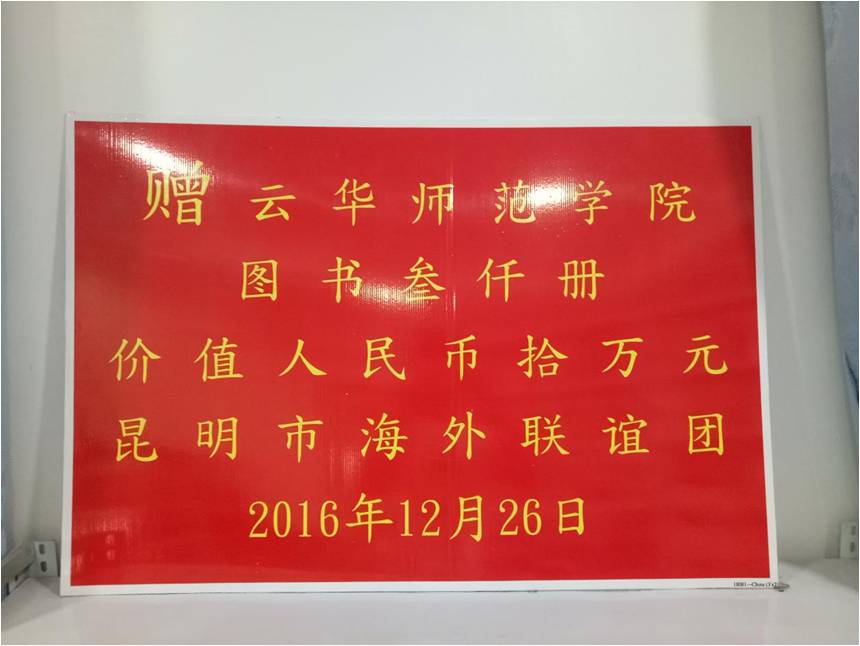 赠云华师范学院
图书叁仟册
价值人民币拾万元
昆明市海外联谊团
2016年12月26日